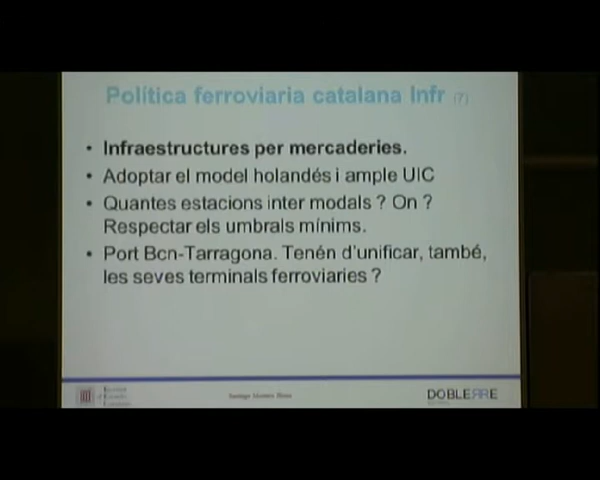 Política ferroviaria catalana Infr (7)
• Infraestructures per mercaderies.
• Adoptar el model holandés i ample UIC
• Quantes estacions inter modals ? On ?
Respectar els umbrals mínims.
• Port Bcn-Tarragona. Tenén d'unificar, també,
les seves terminals ferroviaries ?
DOBLERRE